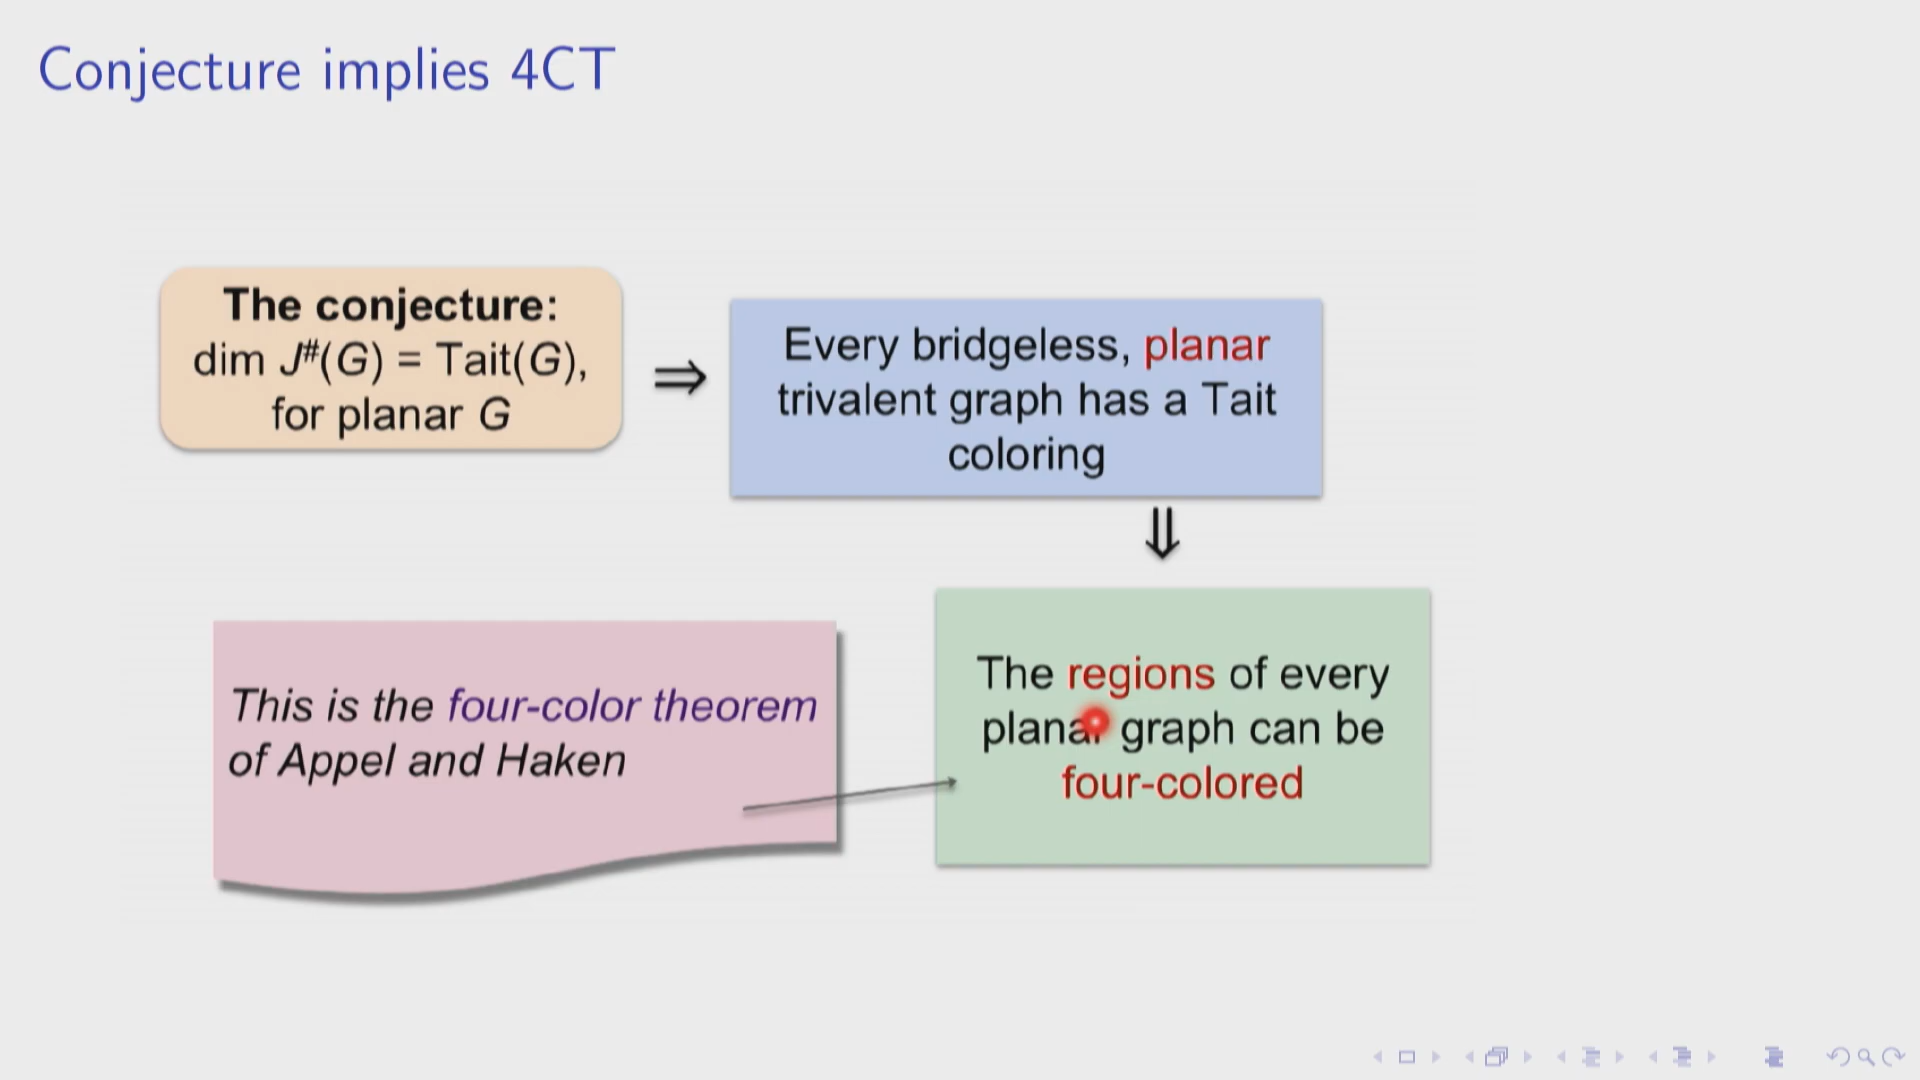 Conjecture implies 4CT
The conjecture:
dim J#(G) = Tait(G),
for planar G
⇒
Every bridgeless, planar
trivalent graph has a Tait
coloring
⇓
The regions of every
planar graph can be
four-colored
This is the four-color theorem
of Appel and Haken